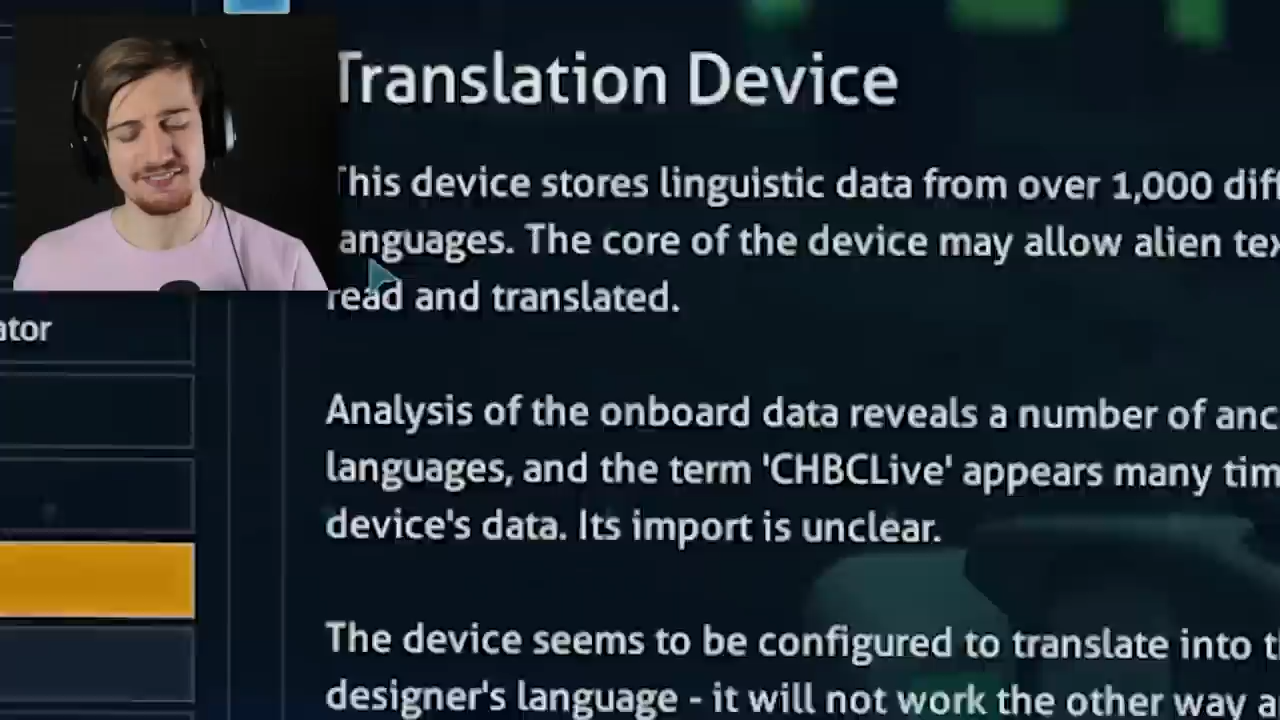 Translation Device
This device stores linguistic data from over 1,000
languages. The core of the device may allow alien
read and translated.
ator
Analysis of the onboard data reveals a number of
languages, and the term 'CHBCLive' appears many
device's data. Its import is unclear.
The device seems to be configured to translate into
designer's language - it will not work the other way